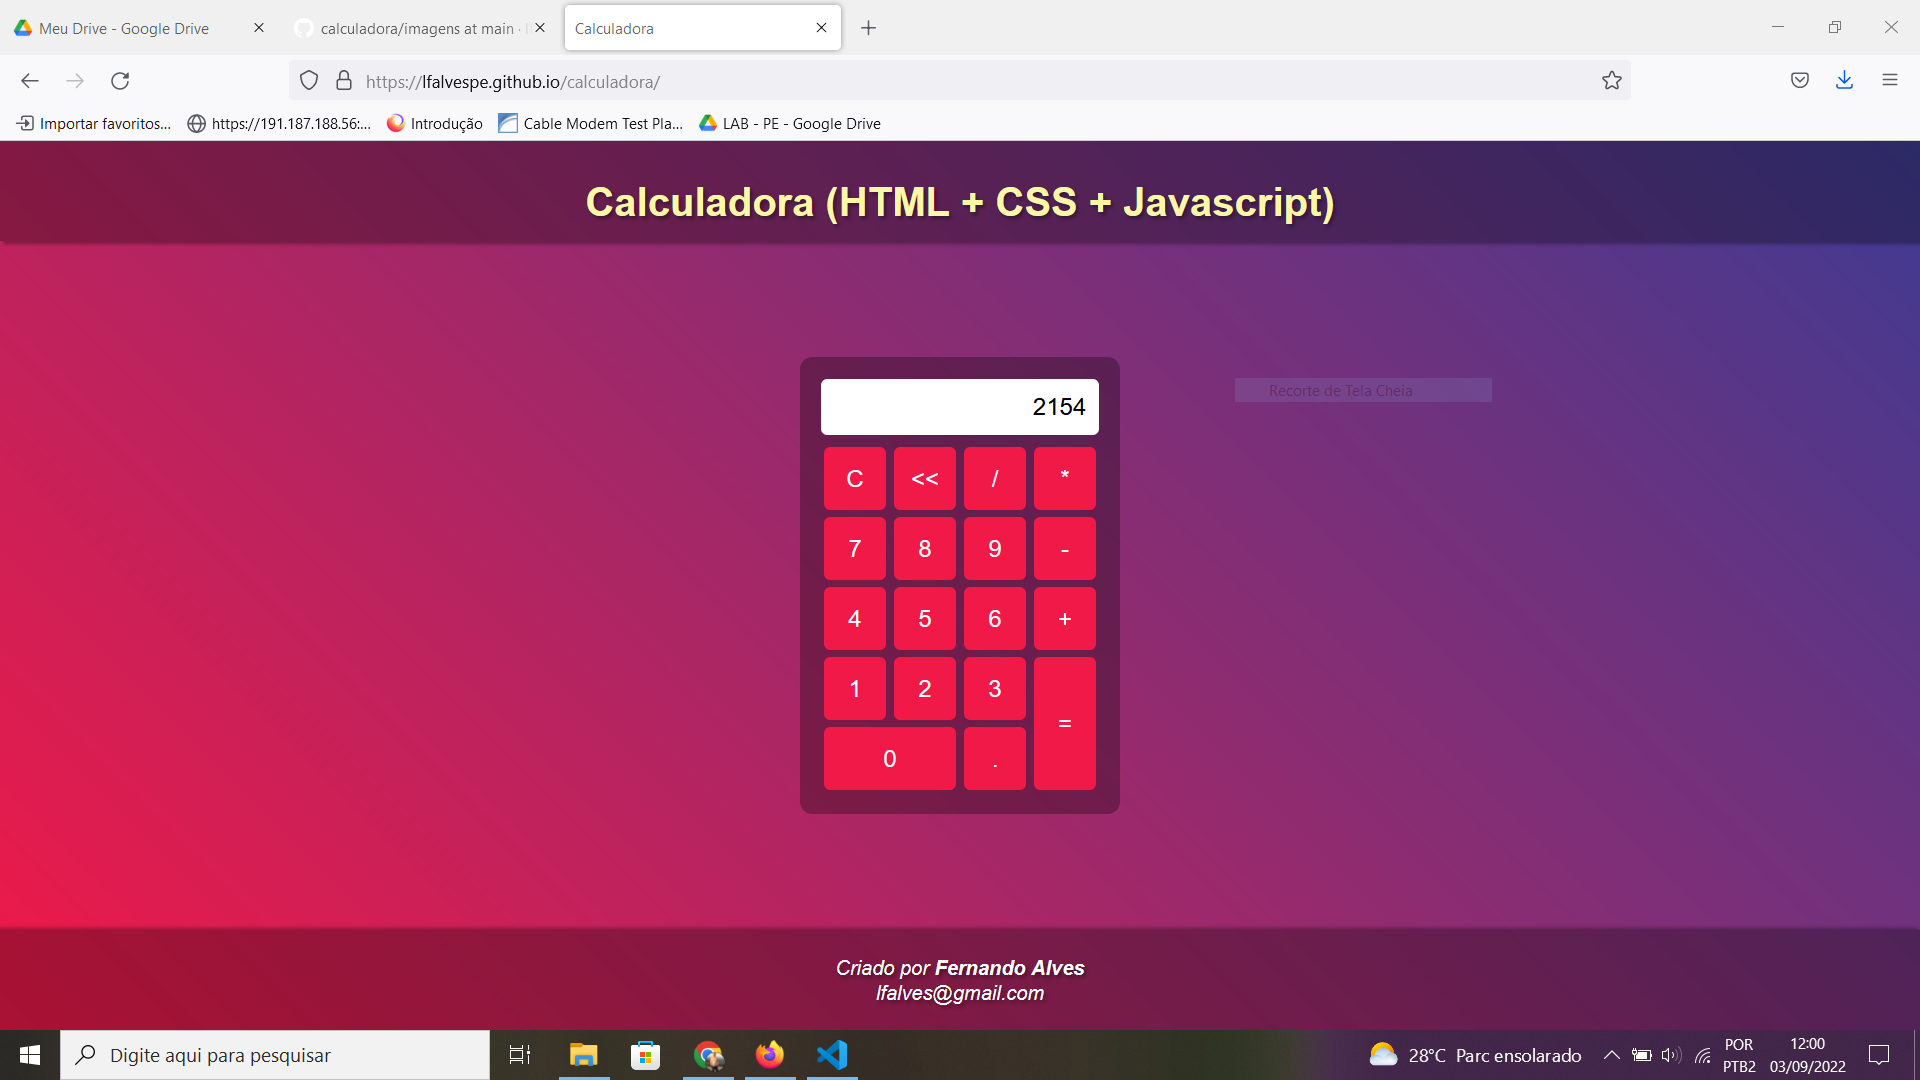 Meu Drive - Google Drive
calculadora/imagens at main ·
Calculadora
https://lfalvespe.github.io/calculadora/
Importar favoritos...
https://191.187.188.56:...
Introdução
Cable Modem Test Pla...
LAB - PE - Google Drive
Calculadora (HTML + CSS + Javascript)
Recorte de Tela Cheia
2154
C << / *
7 8 9 -
4 5 6 +
1 2 3
=
0 .
Criado por Fernando Alves
lfalves@gmail.com
Digite aqui para pesquisar
28°C Parc ensolarado
POR
PTB2
12:00
03/09/2022